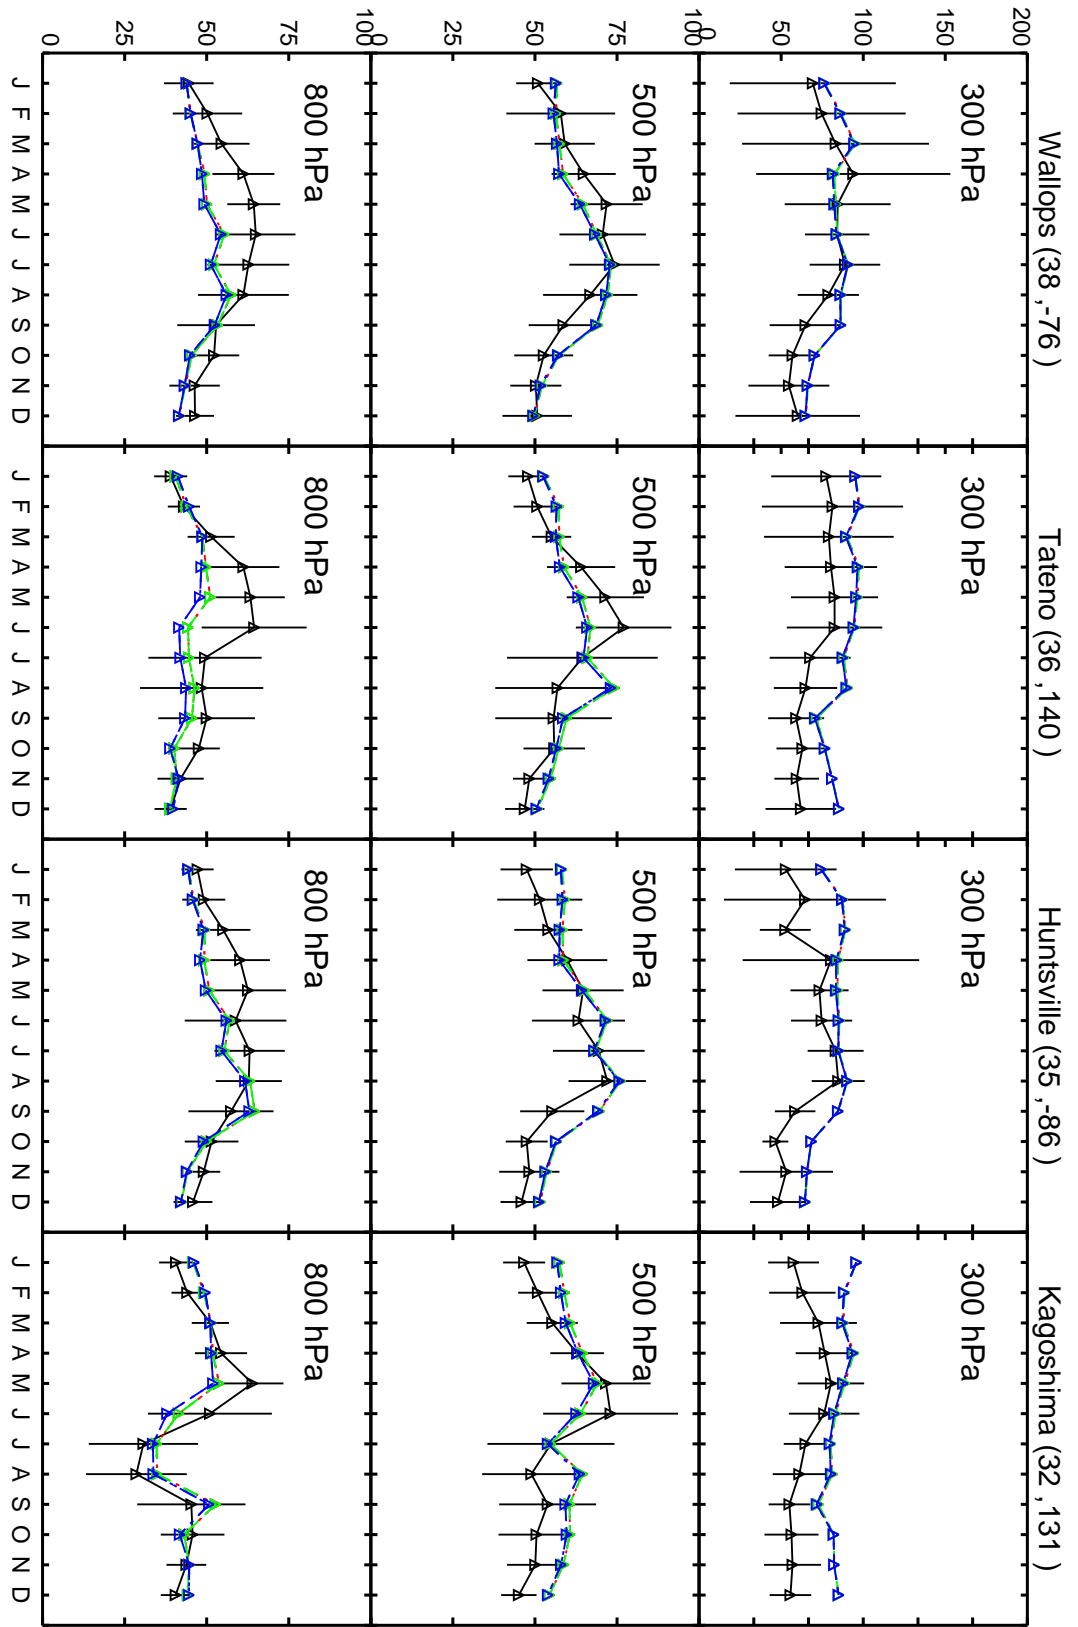 Wallops (38 ,-76 )
Tateno (36 ,140 )
Huntsville (35 ,-86 )
Kagoshima (32 ,131 )
200
150
100
50
0
300 hPa
300 hPa
300 hPa
300 hPa
100
75
50
25
0
500 hPa
500 hPa
500 hPa
500 hPa
100
75
50
25
0
800 hPa
800 hPa
800 hPa
800 hPa
J F M A M J J A S O N D
J F M A M J J A S O N D
J F M A M J J A S O N D
J F M A M J J A S O N D